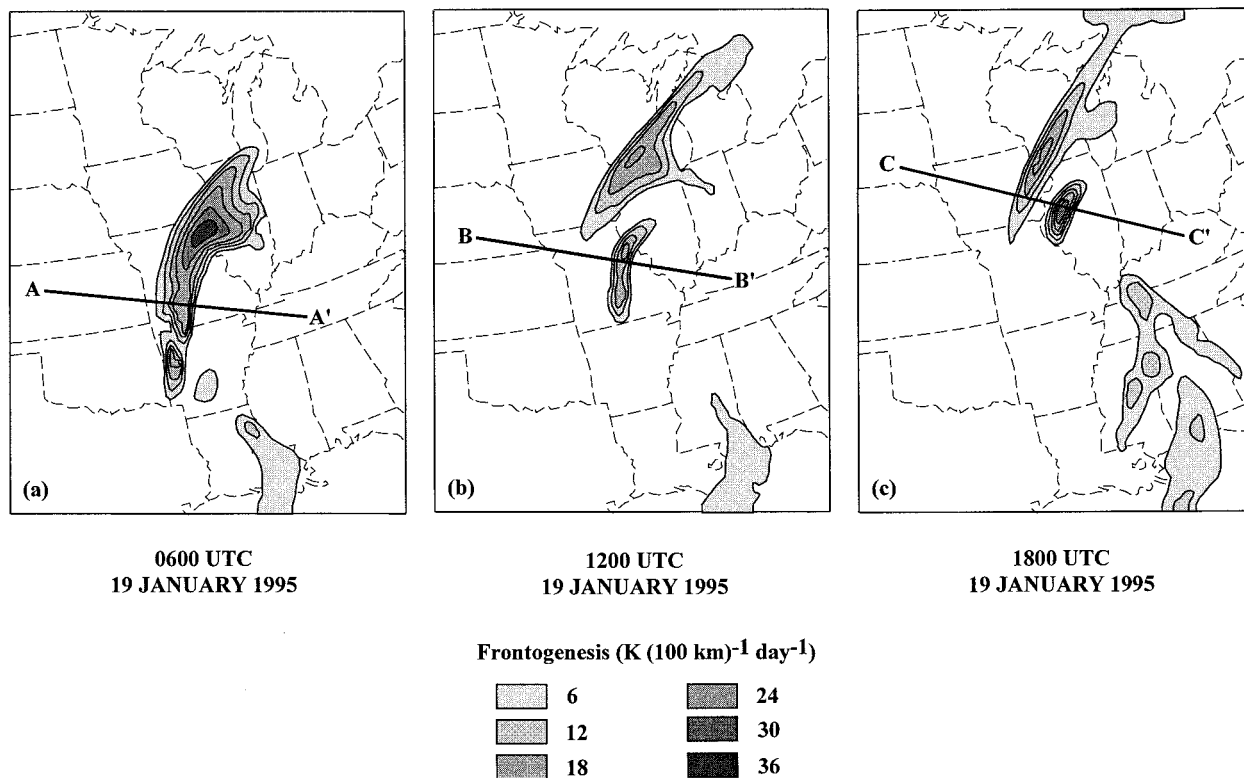 A
A'
(a)
B
B'
(b)
C
C'
(c)
0600 UTC
19 JANUARY 1995
1200 UTC
19 JANUARY 1995
1800 UTC
19 JANUARY 1995
Frontogenesis (K (100 km)-1 day-1)
6
24
12
30
18
36